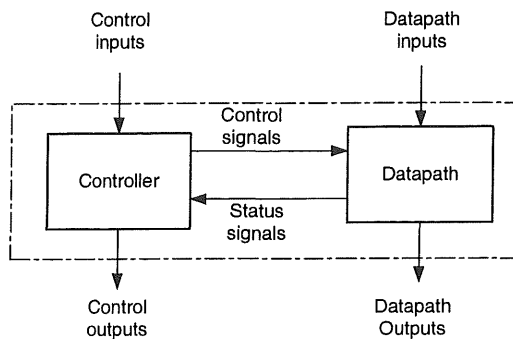 Control
inputs
Datapath
inputs
Control
signals
Controller
Datapath
Status
signals
Control
outputs
Datapath
Outputs